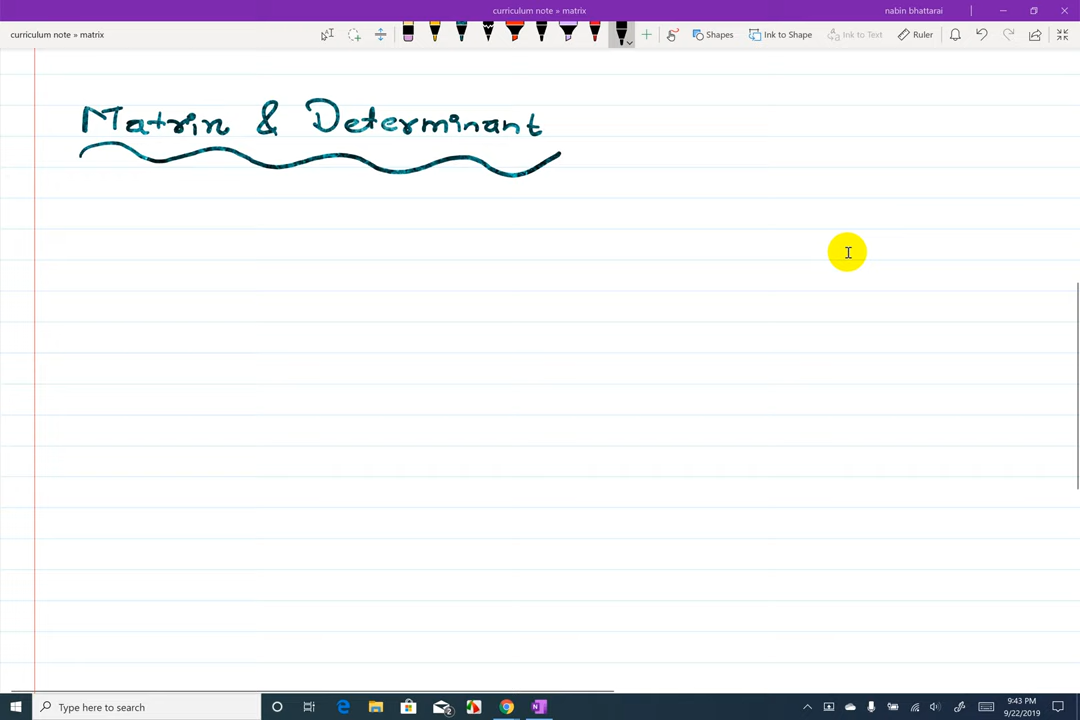 curriculum note » matrix
nabin bhattarai
curriculum note » matrix
Shapes
Ink to Shape
Ink to Text
Ruler
Matrix & Determinant
Type here to search
2
9:43 PM
9/22/2019